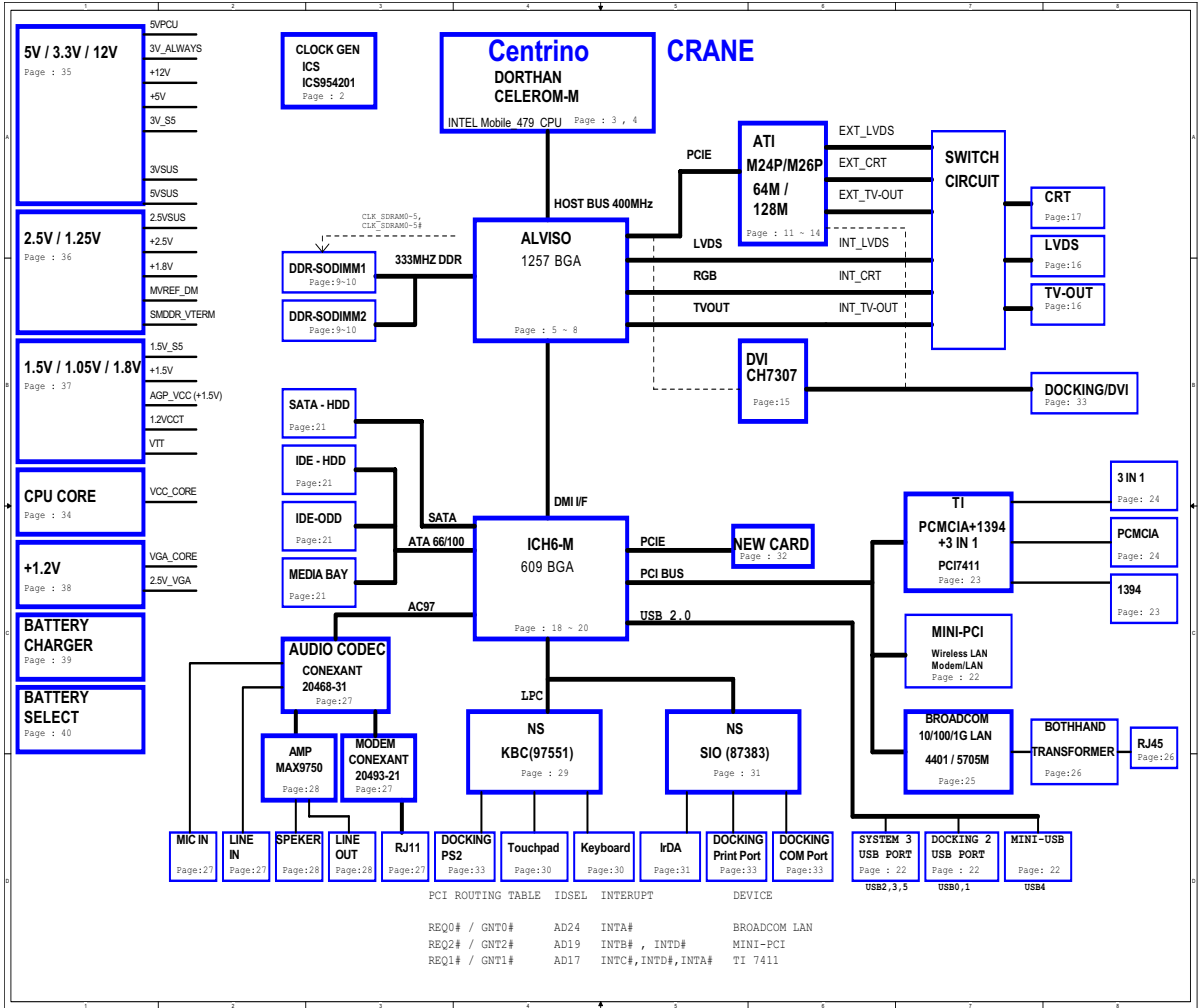 1 2 3 4 5 6 7 8
A A
B B
C C
D D
5V / 3.3V / 12V
Page : 35
5VPCU
3V_ALWAYS
+12V
+5V
3V_S5
3VSUS
5VSUS
2.5V / 1.25V
Page : 36
2.5VSUS
+2.5V
+1.8V
MVREF_DM
SMDDR_VTERM
1.5V / 1.05V / 1.8V
Page : 37
1.5V_S5
+1.5V
AGP_VCC (+1.5V)
1.2VCCT
VTT
CPU CORE
Page : 34
VCC_CORE
+1.2V
Page : 38
VGA_CORE
2.5V_VGA
BATTERY
CHARGER
Page : 39
BATTERY
SELECT
Page : 40
CLOCK GEN
ICS
ICS954201
Page : 2
Centrino
DORTHAN
CELEROM-M
INTEL Mobile_479 CPU
Page : 3 , 4
CRANE
HOST BUS 400MHz
CLK_SDRAM0~5,
CLK_SDRAM0~5#
DDR-SODIMM1
Page:9~10
DDR-SODIMM2
Page:9~10
333MHZ DDR
ALVISO
1257 BGA
Page : 5 ~ 8
PCIE
LVDS
RGB
TVOUT
ATI
M24P/M26P
64M /
128M
Page : 11 ~ 14
EXT_LVDS
EXT_CRT
EXT_TV-OUT
INT_LVDS
INT_CRT
INT_TV-OUT
SWITCH
CIRCUIT
CRT
Page:17
LVDS
Page:16
TV-OUT
Page:16
DVI
CH7307
Page:15
DOCKING/DVI
Page: 33
SATA - HDD
Page:21
IDE - HDD
Page:21
IDE-ODD
Page:21
MEDIA BAY
Page:21
SATA
ATA 66/100
AC97
DMI I/F
ICH6-M
609 BGA
Page : 18 ~ 20
PCIE
PCI BUS
USB 2.0
NEW CARD
Page : 32
TI
PCMCIA+1394
+3 IN 1
PCI7411
Page: 23
3 IN 1
Page: 24
PCMCIA
Page: 24
1394
Page: 23
MINI-PCI
Wireless LAN
Modem/LAN
Page : 22
BROADCOM
10/100/1G LAN
4401 / 5705M
Page:25
BOTHHAND
TRANSFORMER
Page:26
RJ45
Page:26
AUDIO CODEC
CONEXANT
20468-31
Page:27
LPC
NS
KBC(97551)
Page : 29
NS
SIO (87383)
Page : 31
AMP
MAX9750
Page:28
MODEM
CONEXANT
20493-21
Page:27
MIC IN
Page:27
LINE
IN
Page:27
SPEKER
Page:28
LINE
OUT
Page:28
RJ11
Page:27
DOCKING
PS2
Page:33
Touchpad
Page:30
Keyboard
Page:30
IrDA
Page:31
DOCKING
Print Port
Page:33
DOCKING
COM Port
Page:33
SYSTEM 3
USB PORT
Page : 22
USB2,3,5
DOCKING 2
USB PORT
Page : 22
USB0,1
MINI-USB
Page: 22
USB4
PCI ROUTING TABLE IDSEL INTERUPT DEVICE
REQ0# / GNT0# AD24 INTA# BROADCOM LAN
REQ2# / GNT2# AD19 INTB# , INTD# MINI-PCI
REQ1# / GNT1# AD17 INTC#,INTD#,INTA# TI 7411
1 2 3 4 5 6 7 8